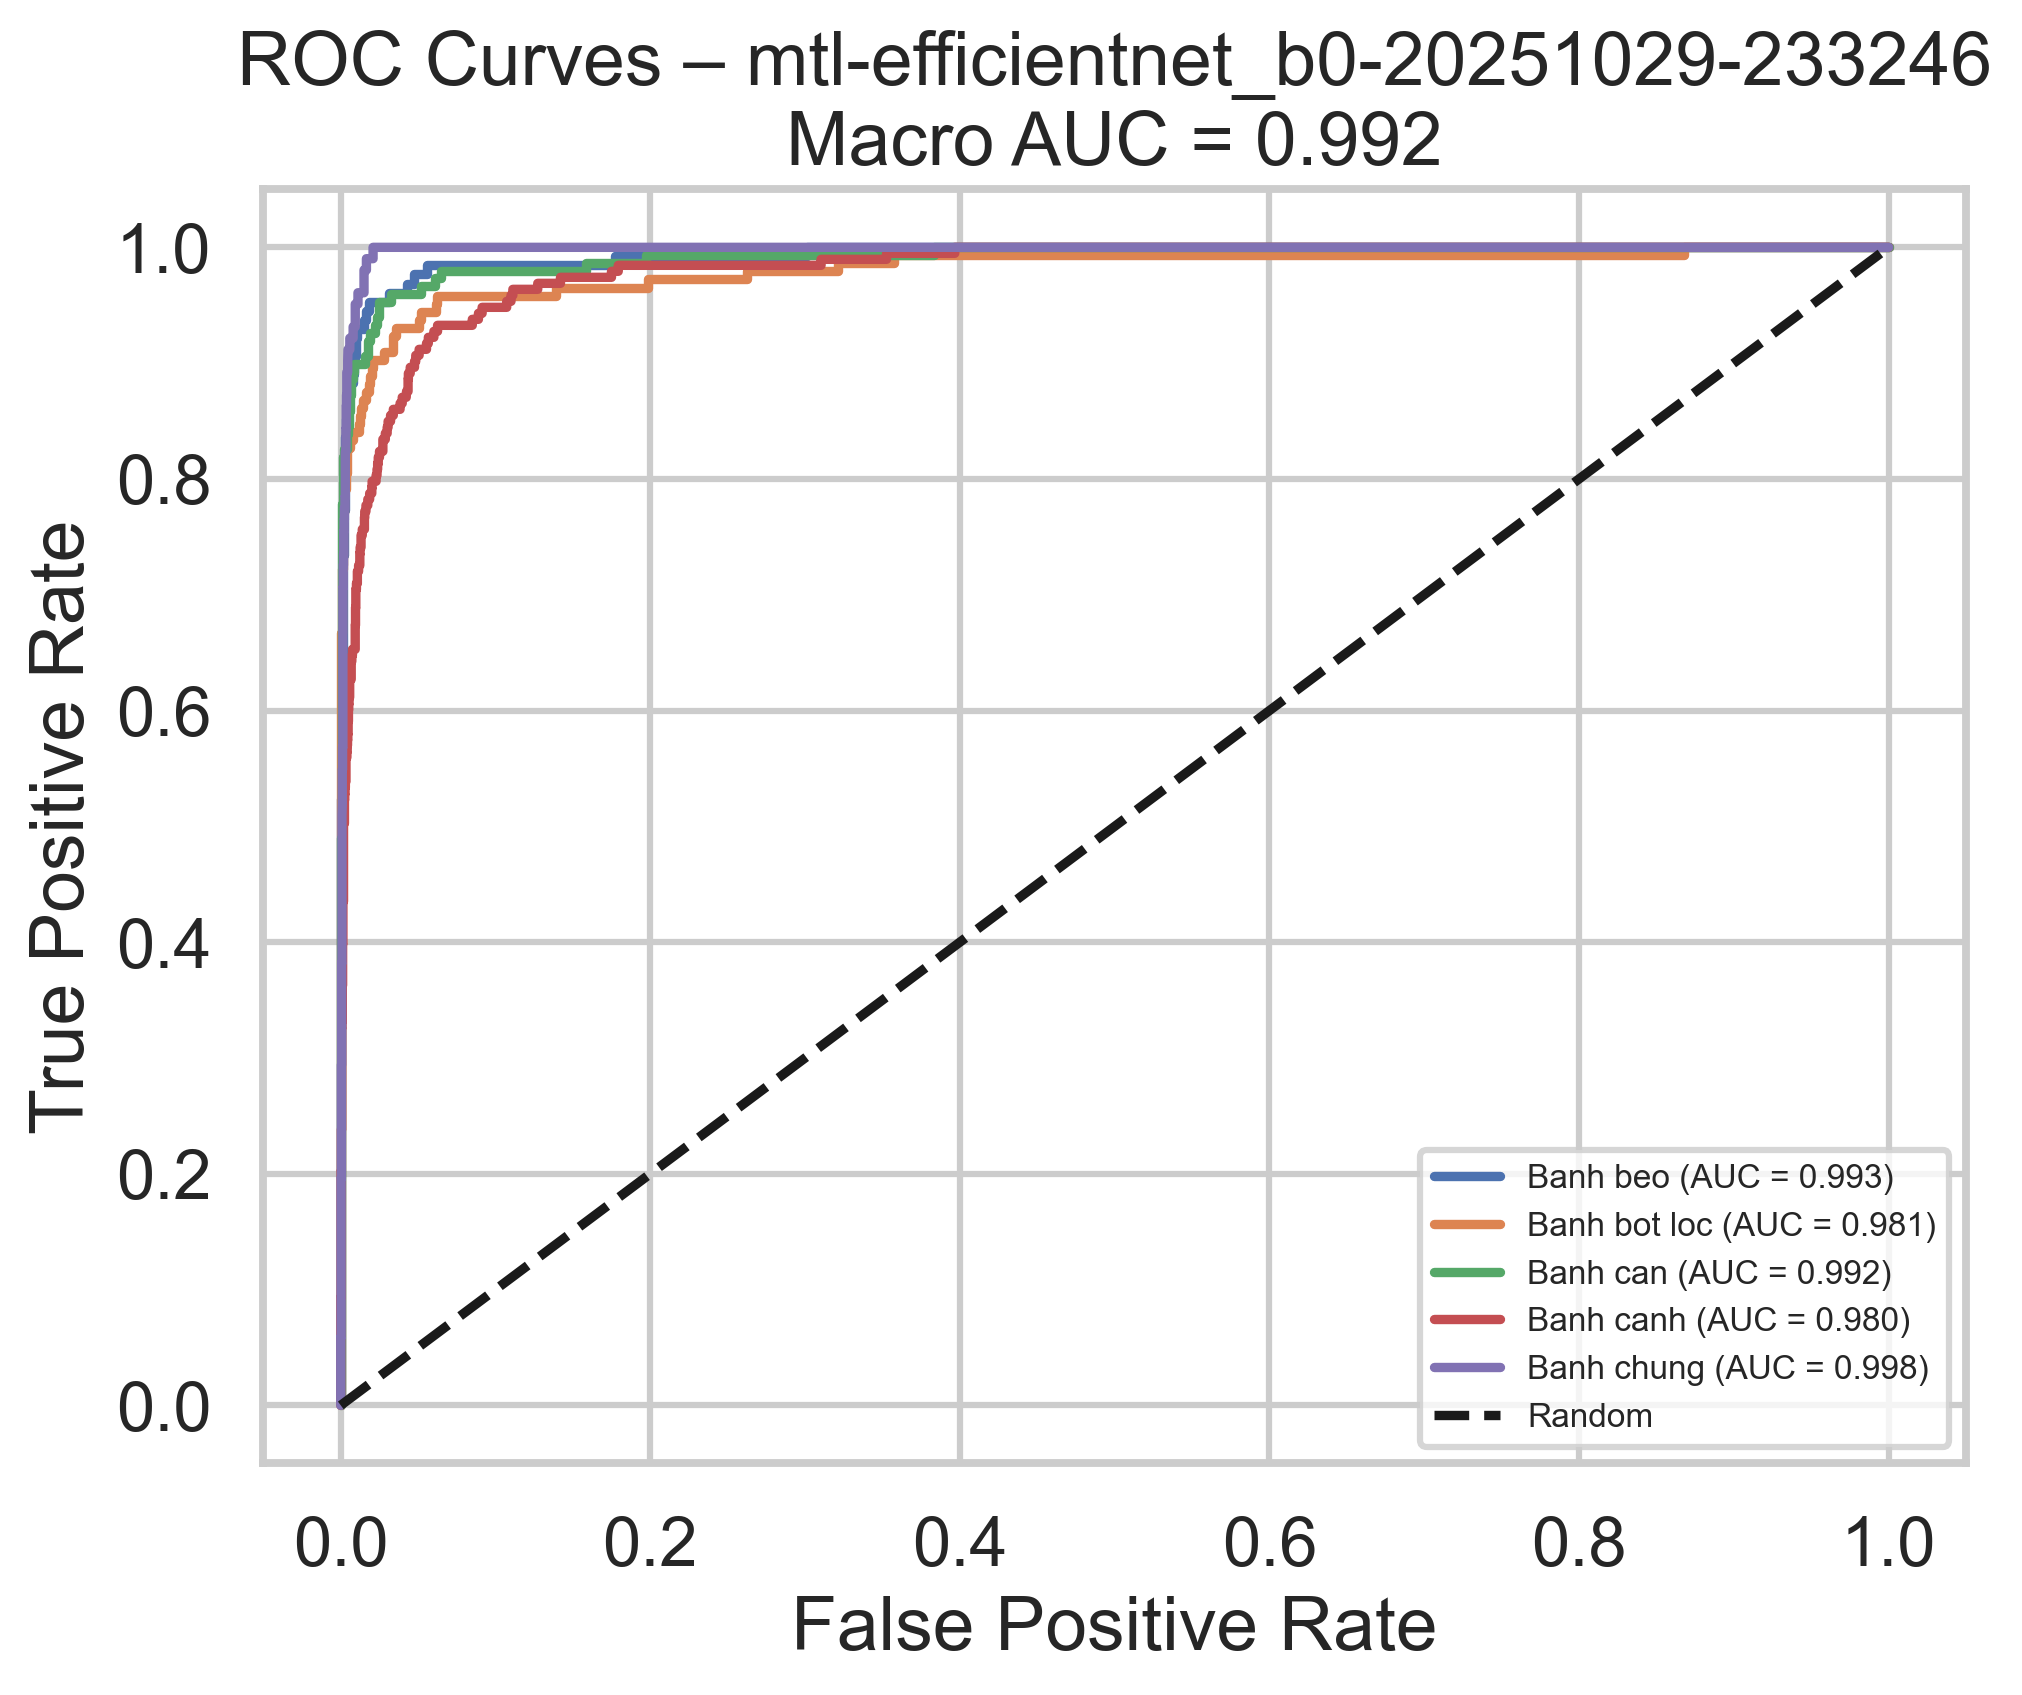 ROC Curves – mtl-efficientnet_b0-20251029-233246
Macro AUC = 0.992
1.0
0.8
0.6
0.4
0.2
0.0
True Positive Rate
Banh beo (AUC = 0.993)
Banh bot loc (AUC = 0.981)
Banh can (AUC = 0.992)
Banh canh (AUC = 0.980)
Banh chung (AUC = 0.998)
Random
0.0 0.2 0.4 0.6 0.8 1.0
False Positive Rate